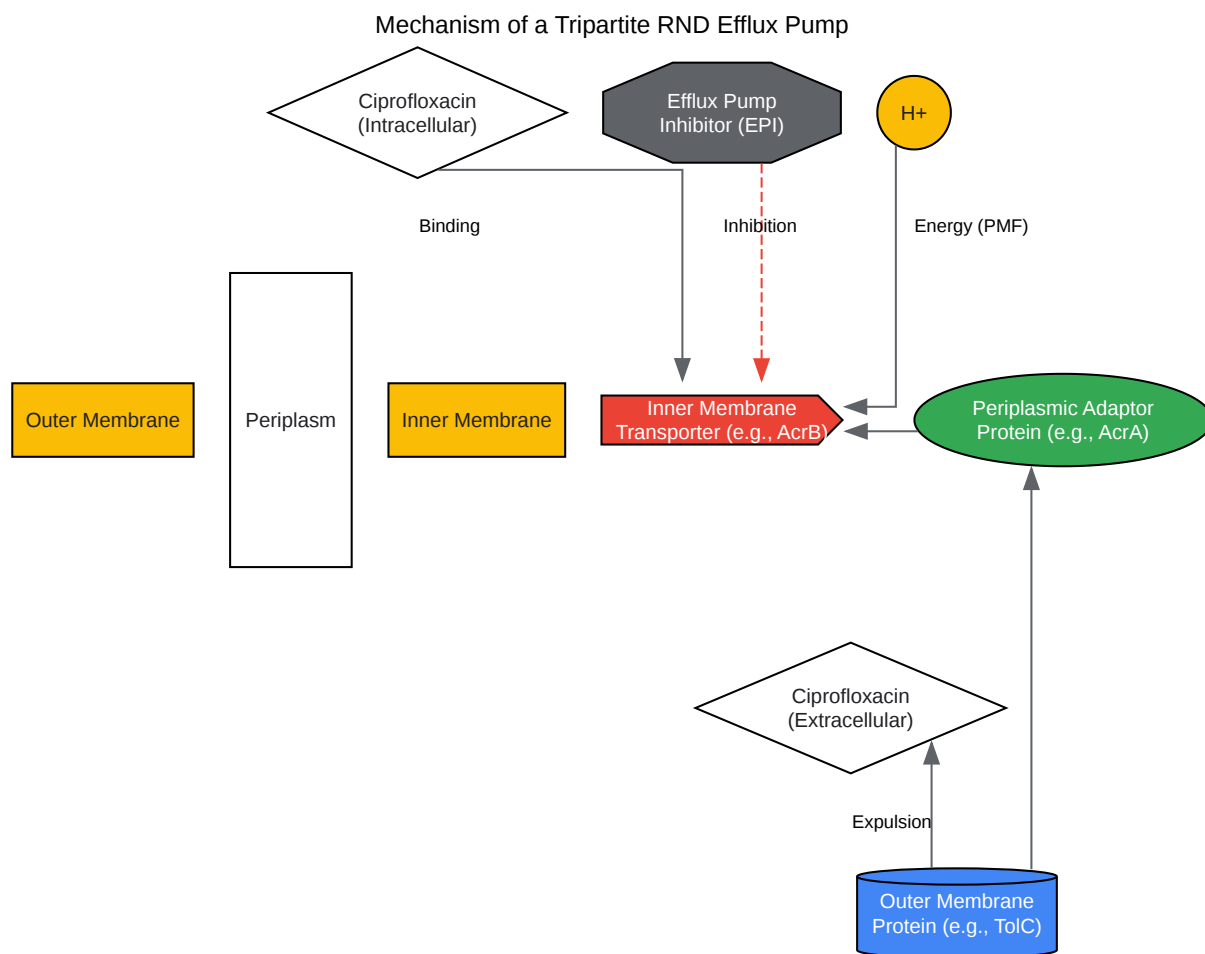 Mechanism of a Tripartite RND Efflux Pump
Ciprofloxacin
(Intracellular)
Efflux Pump
Inhibitor (EPI)
H+
Binding
Inhibition
Energy (PMF)
Outer Membrane
Periplasm
Inner Membrane
Inner Membrane
Transporter (e.g., AcrB)
Periplasmic Adaptor
Protein (e.g., AcrA)
Ciprofloxacin
(Extracellular)
Expulsion
Outer Membrane
Protein (e.g., TolC)